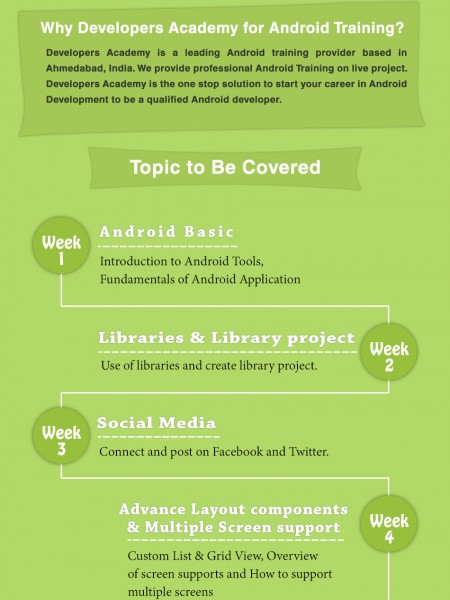 Why Developers Academy for Android Training?
Developers Academy is a leading Android training provider based in
Ahmedabad, India. We provide professional Android Training on live project.
Developers Academy is the one stop solution to start your career in Android
Development to be a qualified Android developer.
Topic to Be Covered
Week
1
Android Basic
Introduction to Android Tools,
Fundamentals of Android Application
Libraries & Library project
Use of libraries and create library project.
Week
2
Week
3
Social Media
Connect and post on Facebook and Twitter.
Advance Layout components
& Multiple Screen support
Week
4
Custom List & Grid View, Overview
of screen supports and How to support
multiple screens